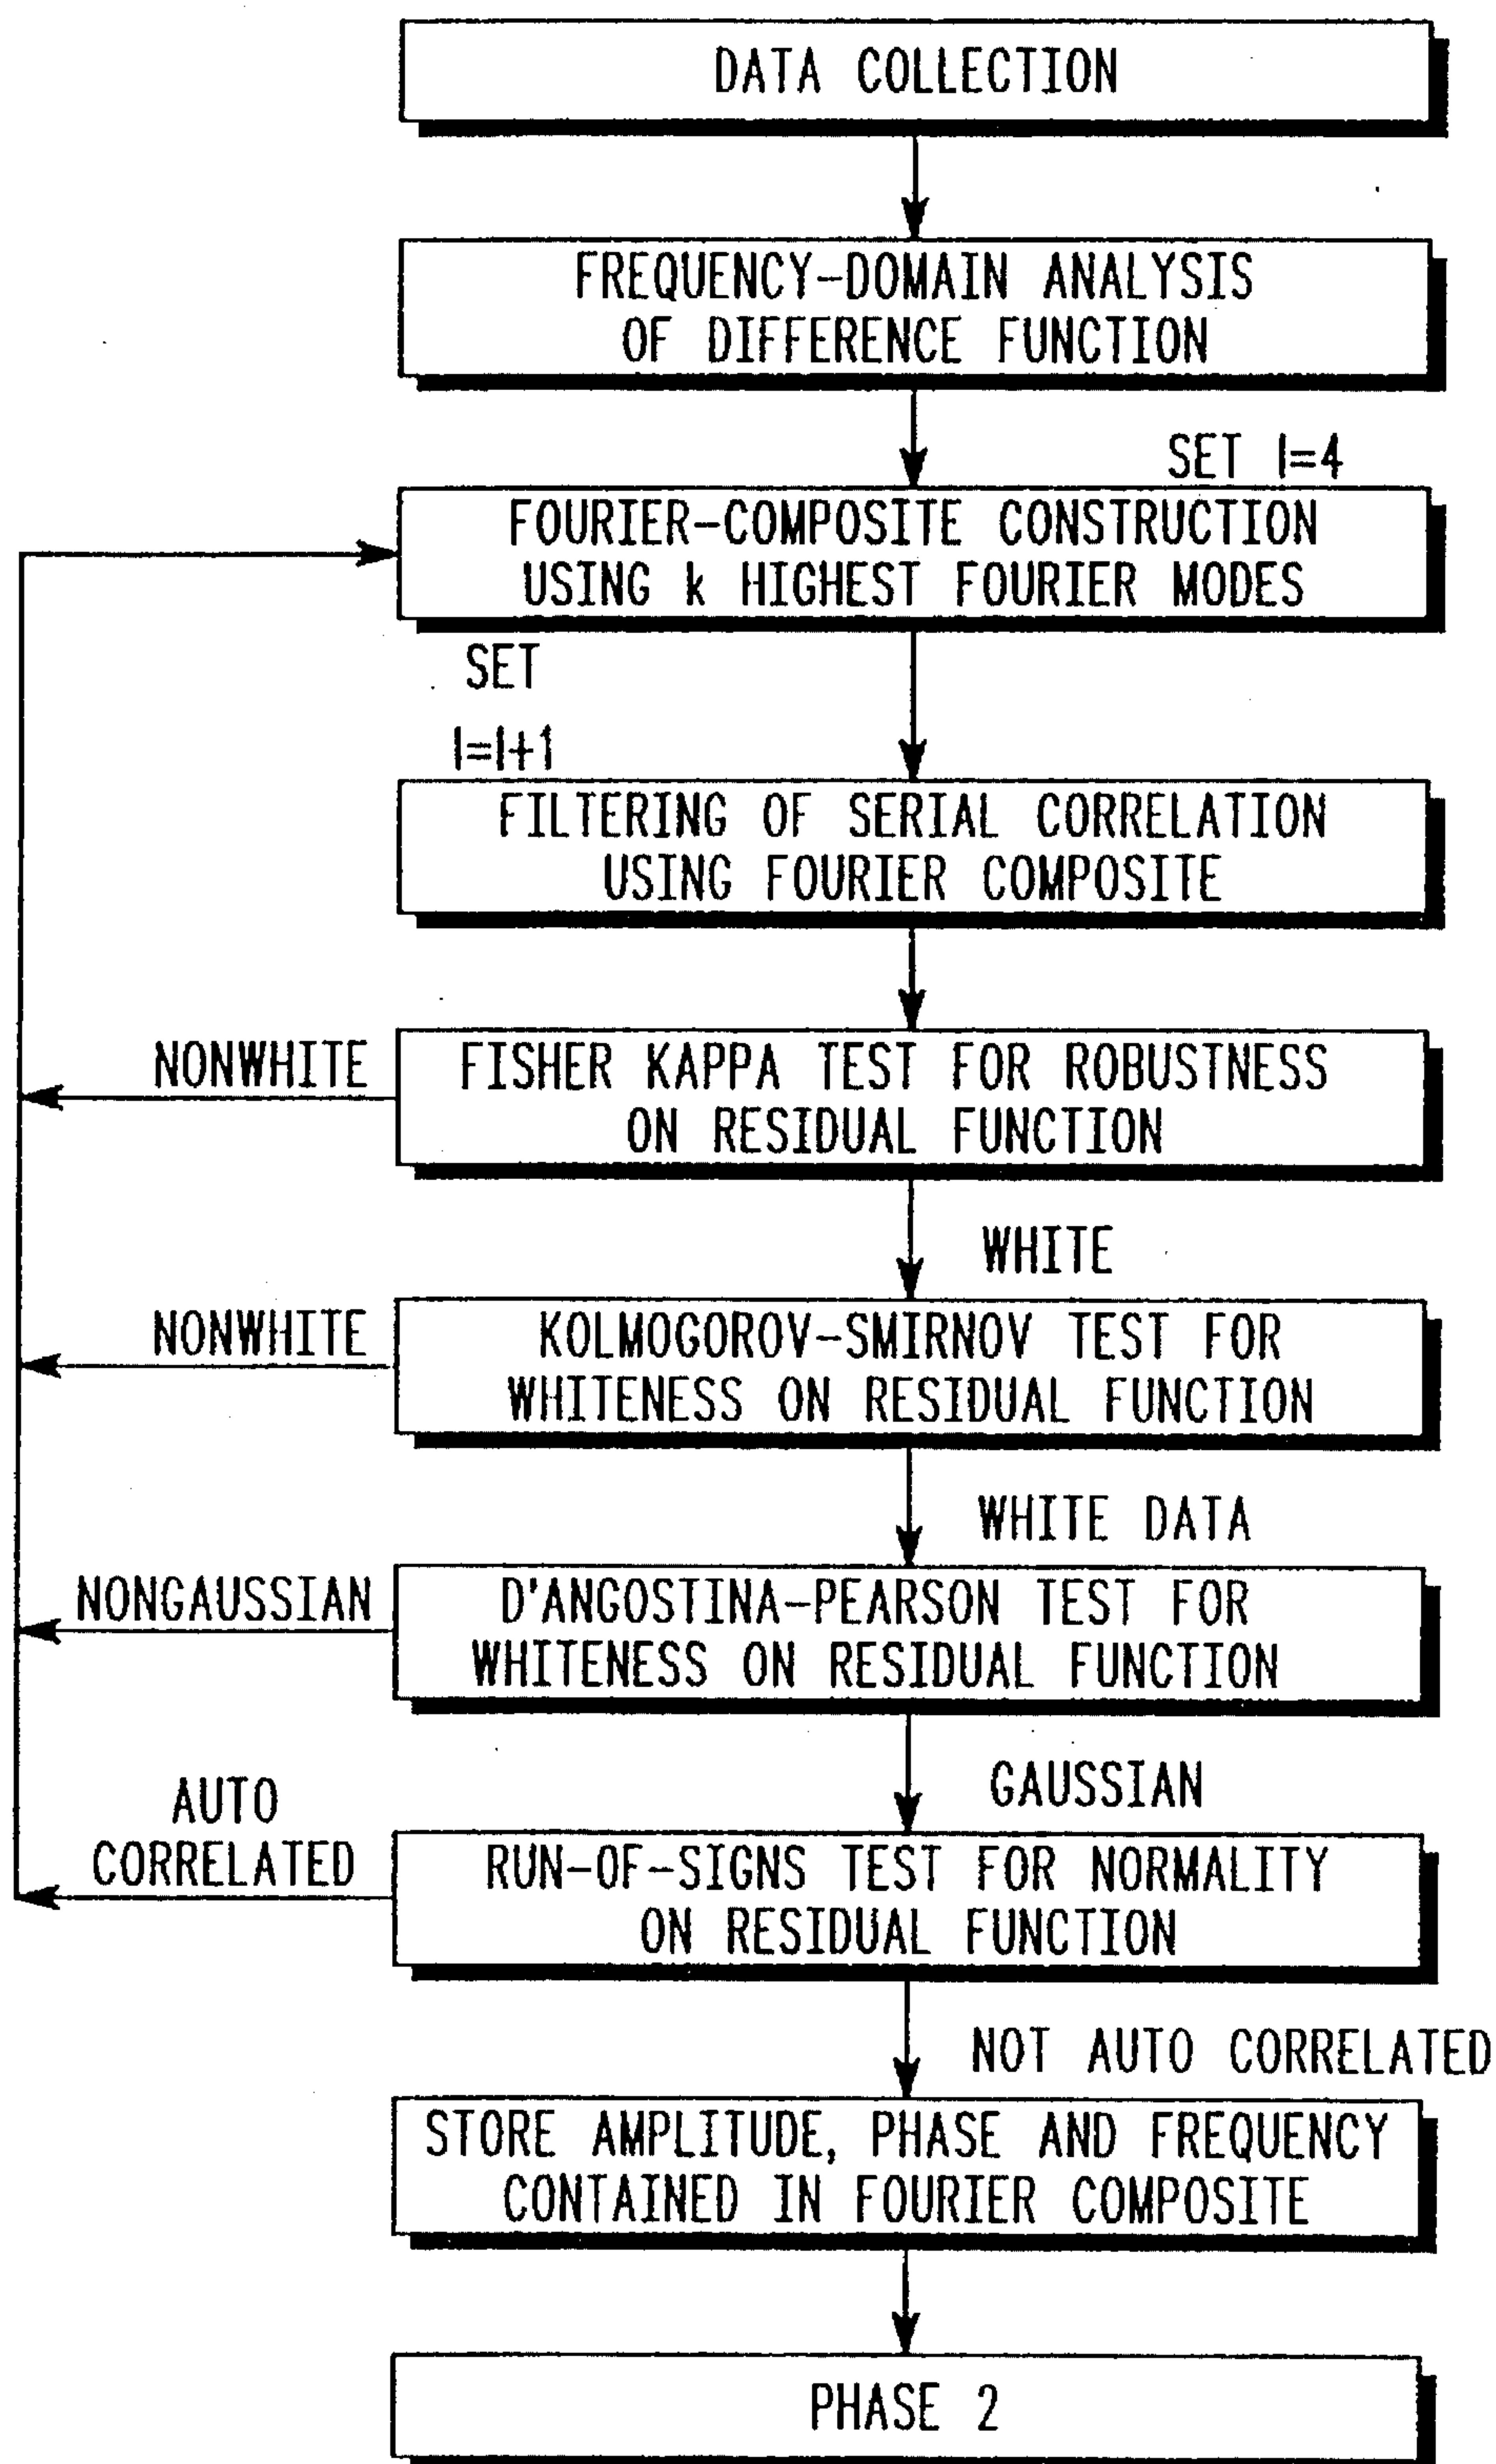 DATA COLLECTION
FREQUENCY-DOMAIN ANALYSIS
OF DIFFERENCE FUNCTION
SET I=4
FOURIER-COMPOSITE CONSTRUCTION
USING k HIGHEST FOURIER MODES
SET
I=I+1
FILTERING OF SERIAL CORRELATION
USING FOURIER COMPOSITE
NONWHITE
FISHER KAPPA TEST FOR ROBUSTNESS
ON RESIDUAL FUNCTION
WHITE
NONWHITE
KOLMOGOROV-SMIRNOV TEST FOR
WHITENESS ON RESIDUAL FUNCTION
WHITE DATA
NONGAUSSIAN
D'ANGOSTINA-PEARSON TEST FOR
WHITENESS ON RESIDUAL FUNCTION
GAUSSIAN
AUTO
CORRELATED
RUN-OF-SIGNS TEST FOR NORMALITY
ON RESIDUAL FUNCTION
NOT AUTO CORRELATED
STORE AMPLITUDE, PHASE AND FREQUENCY
CONTAINED IN FOURIER COMPOSITE
PHASE 2